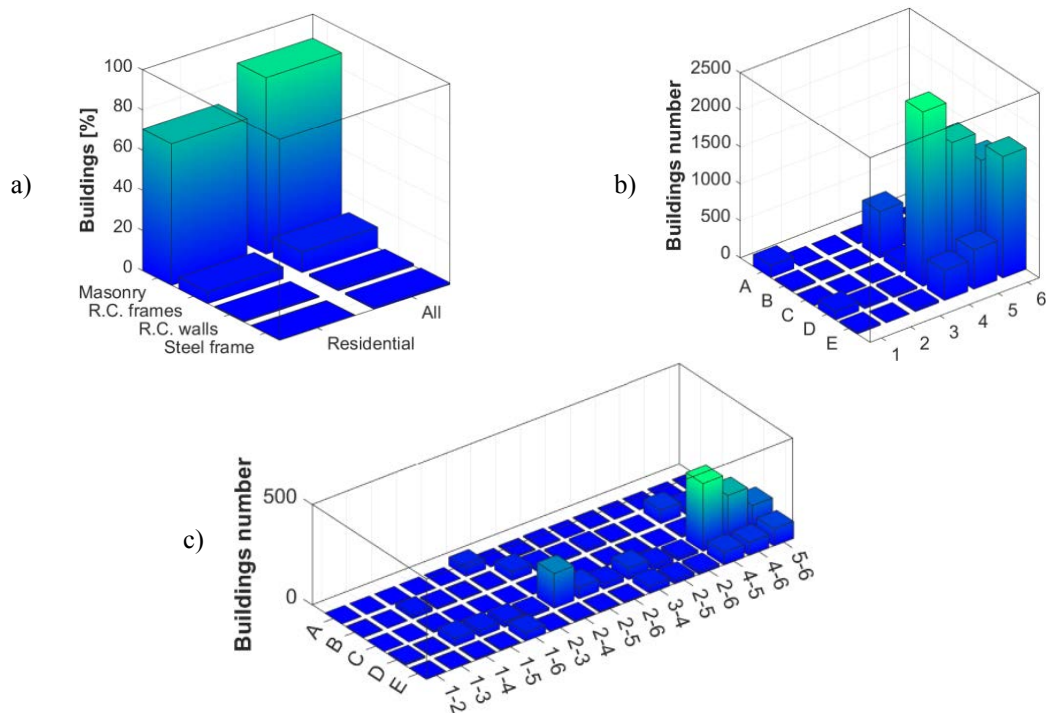 a)
Buildings [%]
100
80
60
40
20
0
Masonry
R.C. frames
R.C. walls
Steel frame
Residential
All
b)
Buildings number
2500
2000
1500
1000
500
0
A
B
C
D
E
1
2
3
4
5
6
c)
Buildings number
500
0
A
B
C
D
E
1-2
1-3
1-4
1-5
1-6
2-3
2-4
2-5
2-6
3-4
2-5
2-6
4-5
4-6
5-6